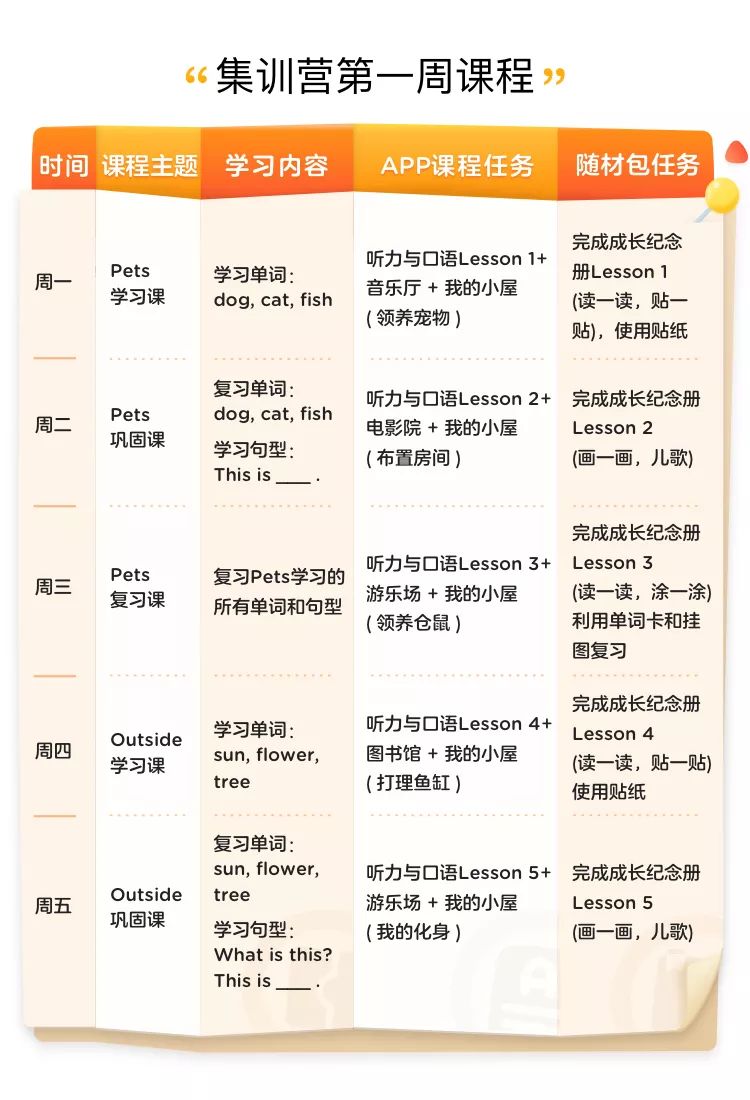 “集训营第一周课程”
时间 课程主题 学习内容 APP课程任务 随材包任务
周一
Pets
学习课
学习单词：
dog, cat, fish
听力与口语Lesson 1+
音乐厅 + 我的小屋
( 领养宠物 )
完成成长纪念
册Lesson 1
(读一读，贴一
贴)，使用贴纸
周二
Pets
巩固课
复习单词：
dog, cat, fish
学习句型：
This is ___ .
听力与口语Lesson 2+
电影院 + 我的小屋
( 布置房间 )
完成成长纪念册
Lesson 2
(画一画，儿歌)
周三
Pets
复习课
复习Pets学习的
所有单词和句型
听力与口语Lesson 3+
游乐场 + 我的小屋
( 领养仓鼠 )
完成成长纪念册
Lesson 3
(读一读，涂一涂)
利用单词卡和挂
图复习
周四
Outside
学习课
学习单词：
sun, flower,
tree
听力与口语Lesson 4+
图书馆 + 我的小屋
( 打理鱼缸 )
完成成长纪念册
Lesson 4
(读一读，贴一贴)
使用贴纸
周五
Outside
巩固课
复习单词：
sun, flower,
tree
学习句型：
What is this?
This is ___ .
听力与口语Lesson 5+
游乐场 + 我的小屋
( 我的化身 )
完成成长纪念册
Lesson 5
(画一画，儿歌)